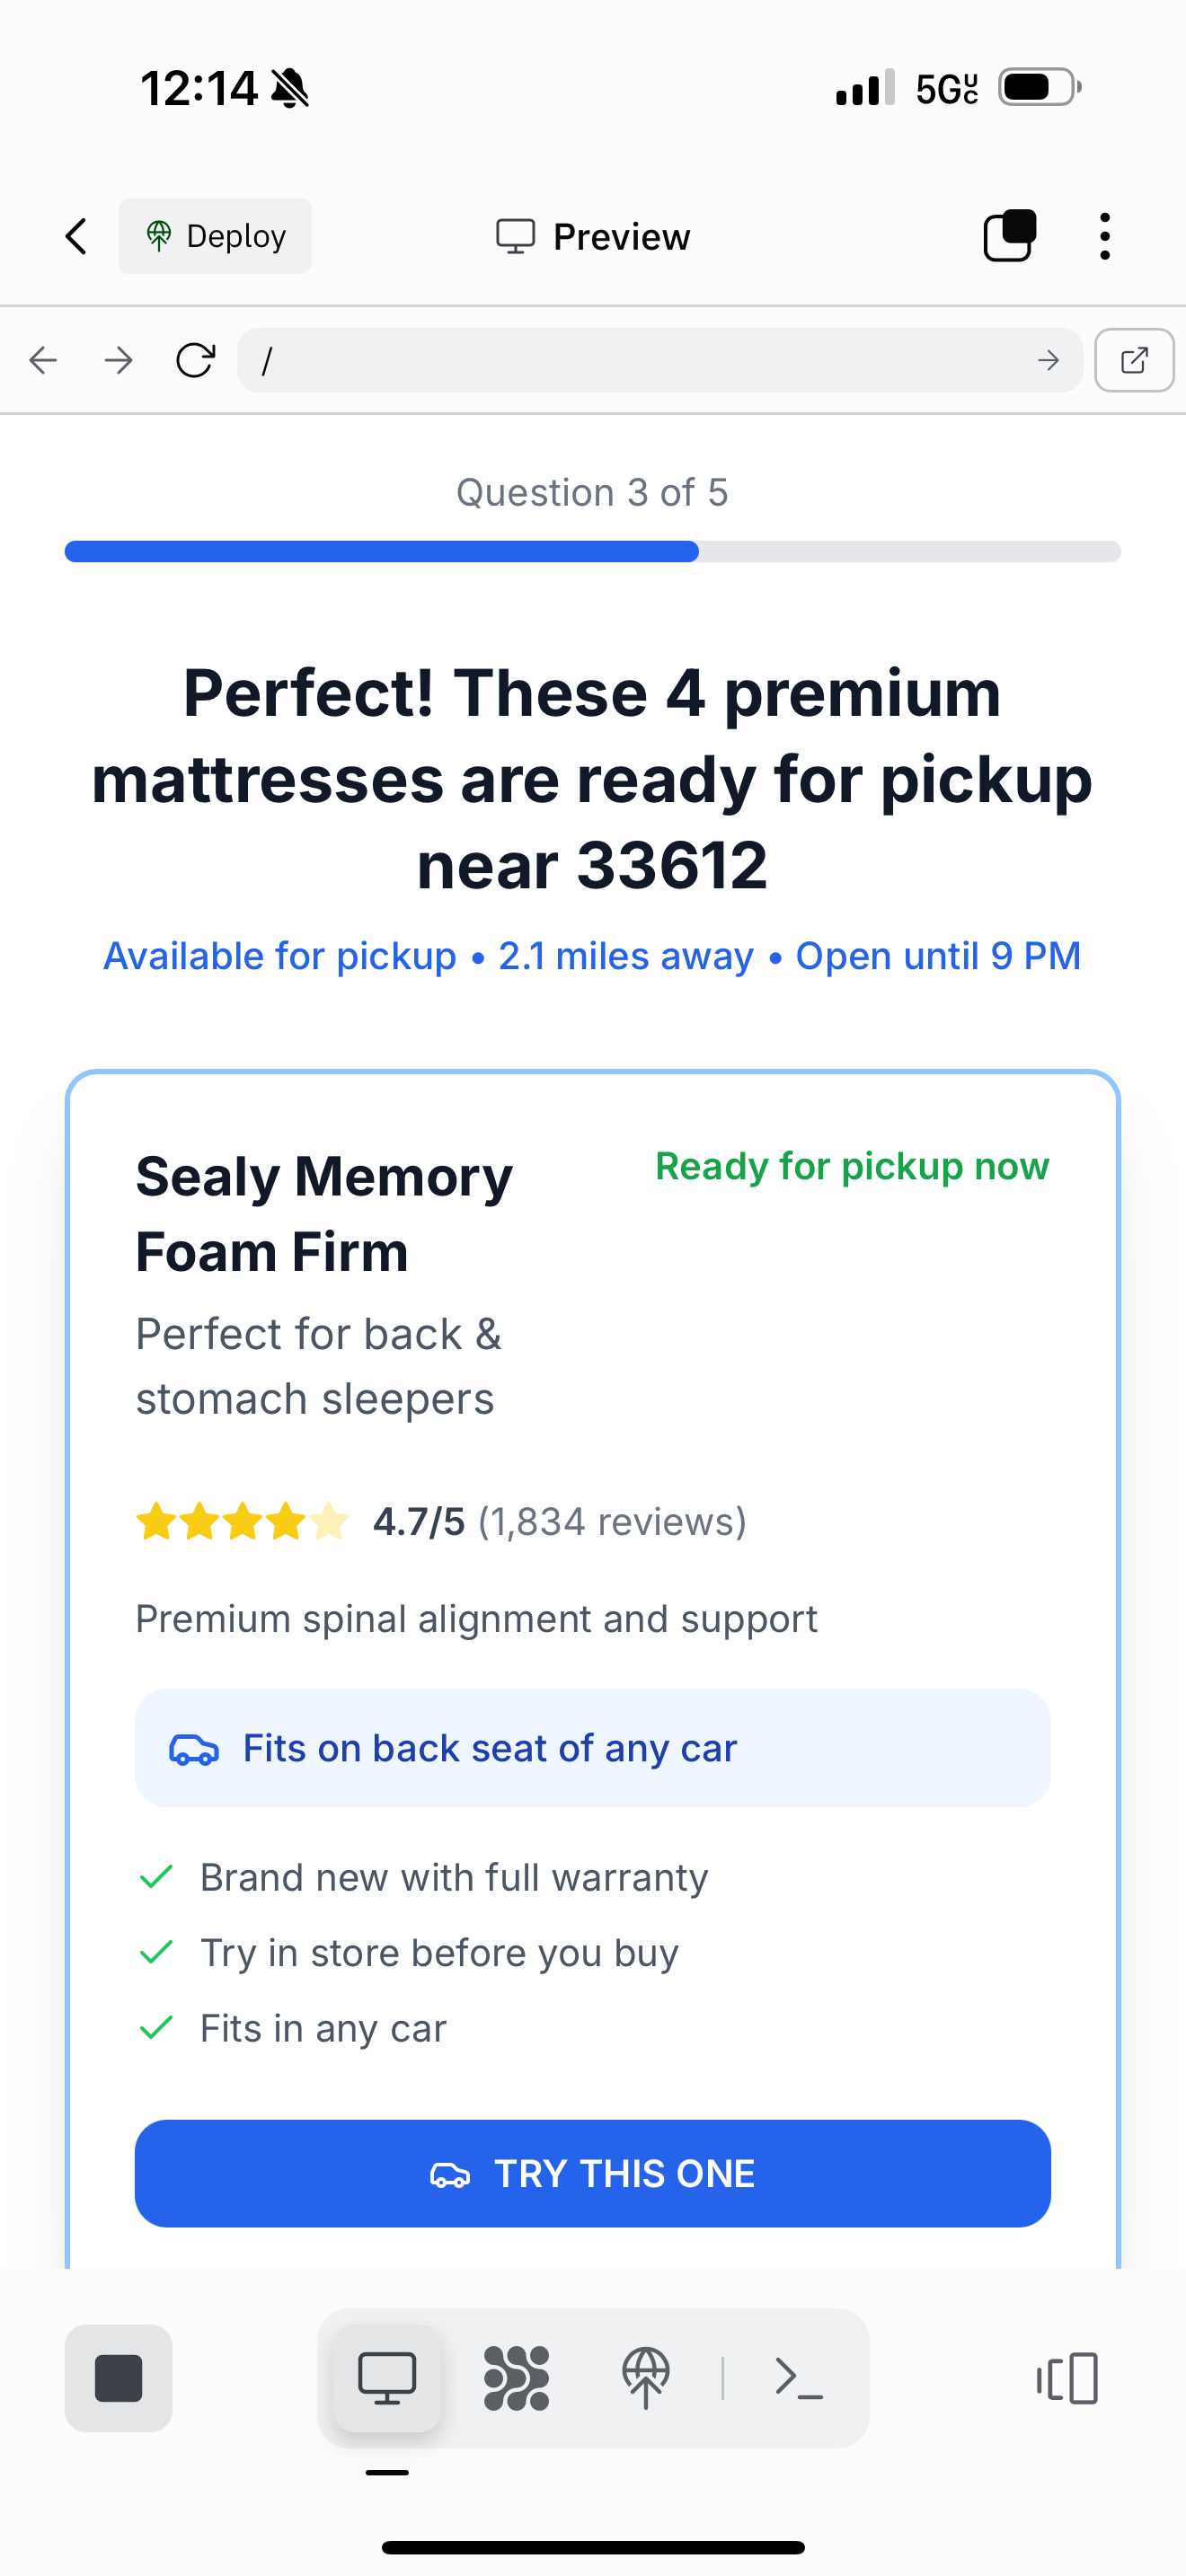 12:14
5G UC
Deploy
Preview
/
Question 3 of 5
Perfect! These 4 premium
mattresses are ready for pickup
near 33612
Available for pickup • 2.1 miles away • Open until 9 PM
Sealy Memory
Foam Firm
Ready for pickup now
Perfect for back &
stomach sleepers
4.7/5 (1,834 reviews)
Premium spinal alignment and support
Fits on back seat of any car
Brand new with full warranty
Try in store before you buy
Fits in any car
TRY THIS ONE